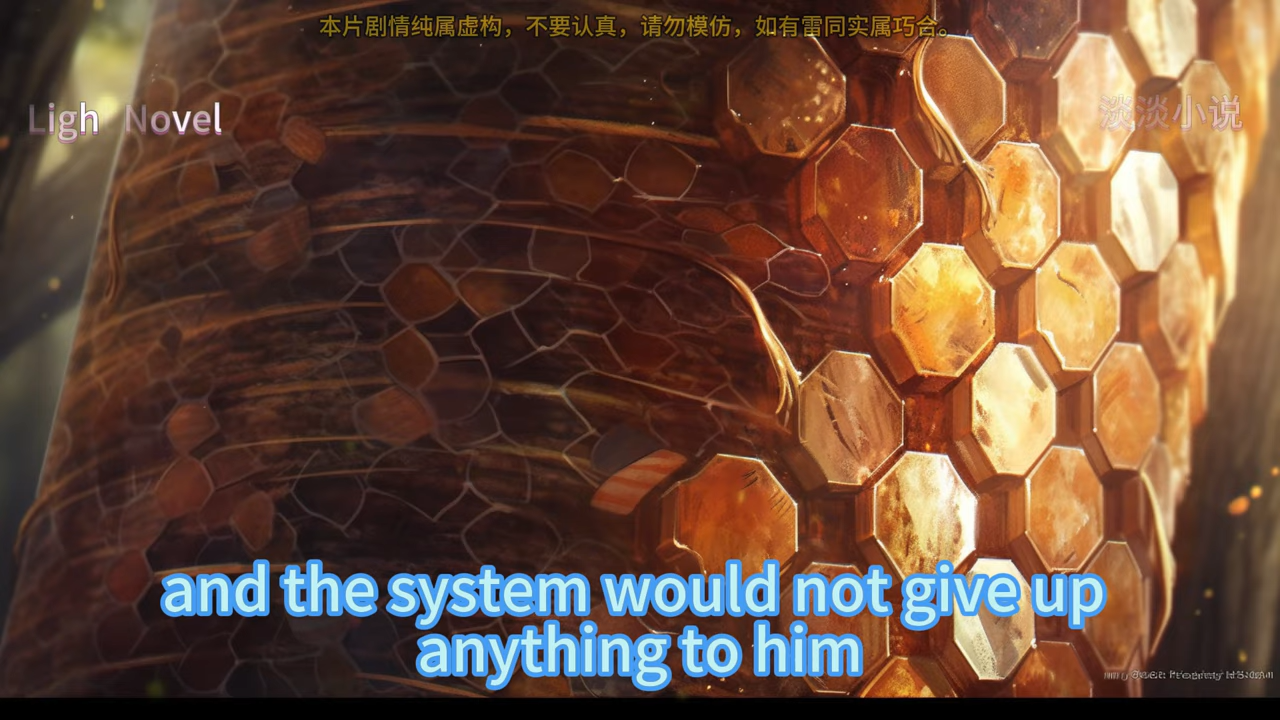 本片剧情纯属虚构，不要认真，请勿模仿，如有雷同实属巧合。
Ligh Novel
淡淡小说
and the system would not give up
anything to him